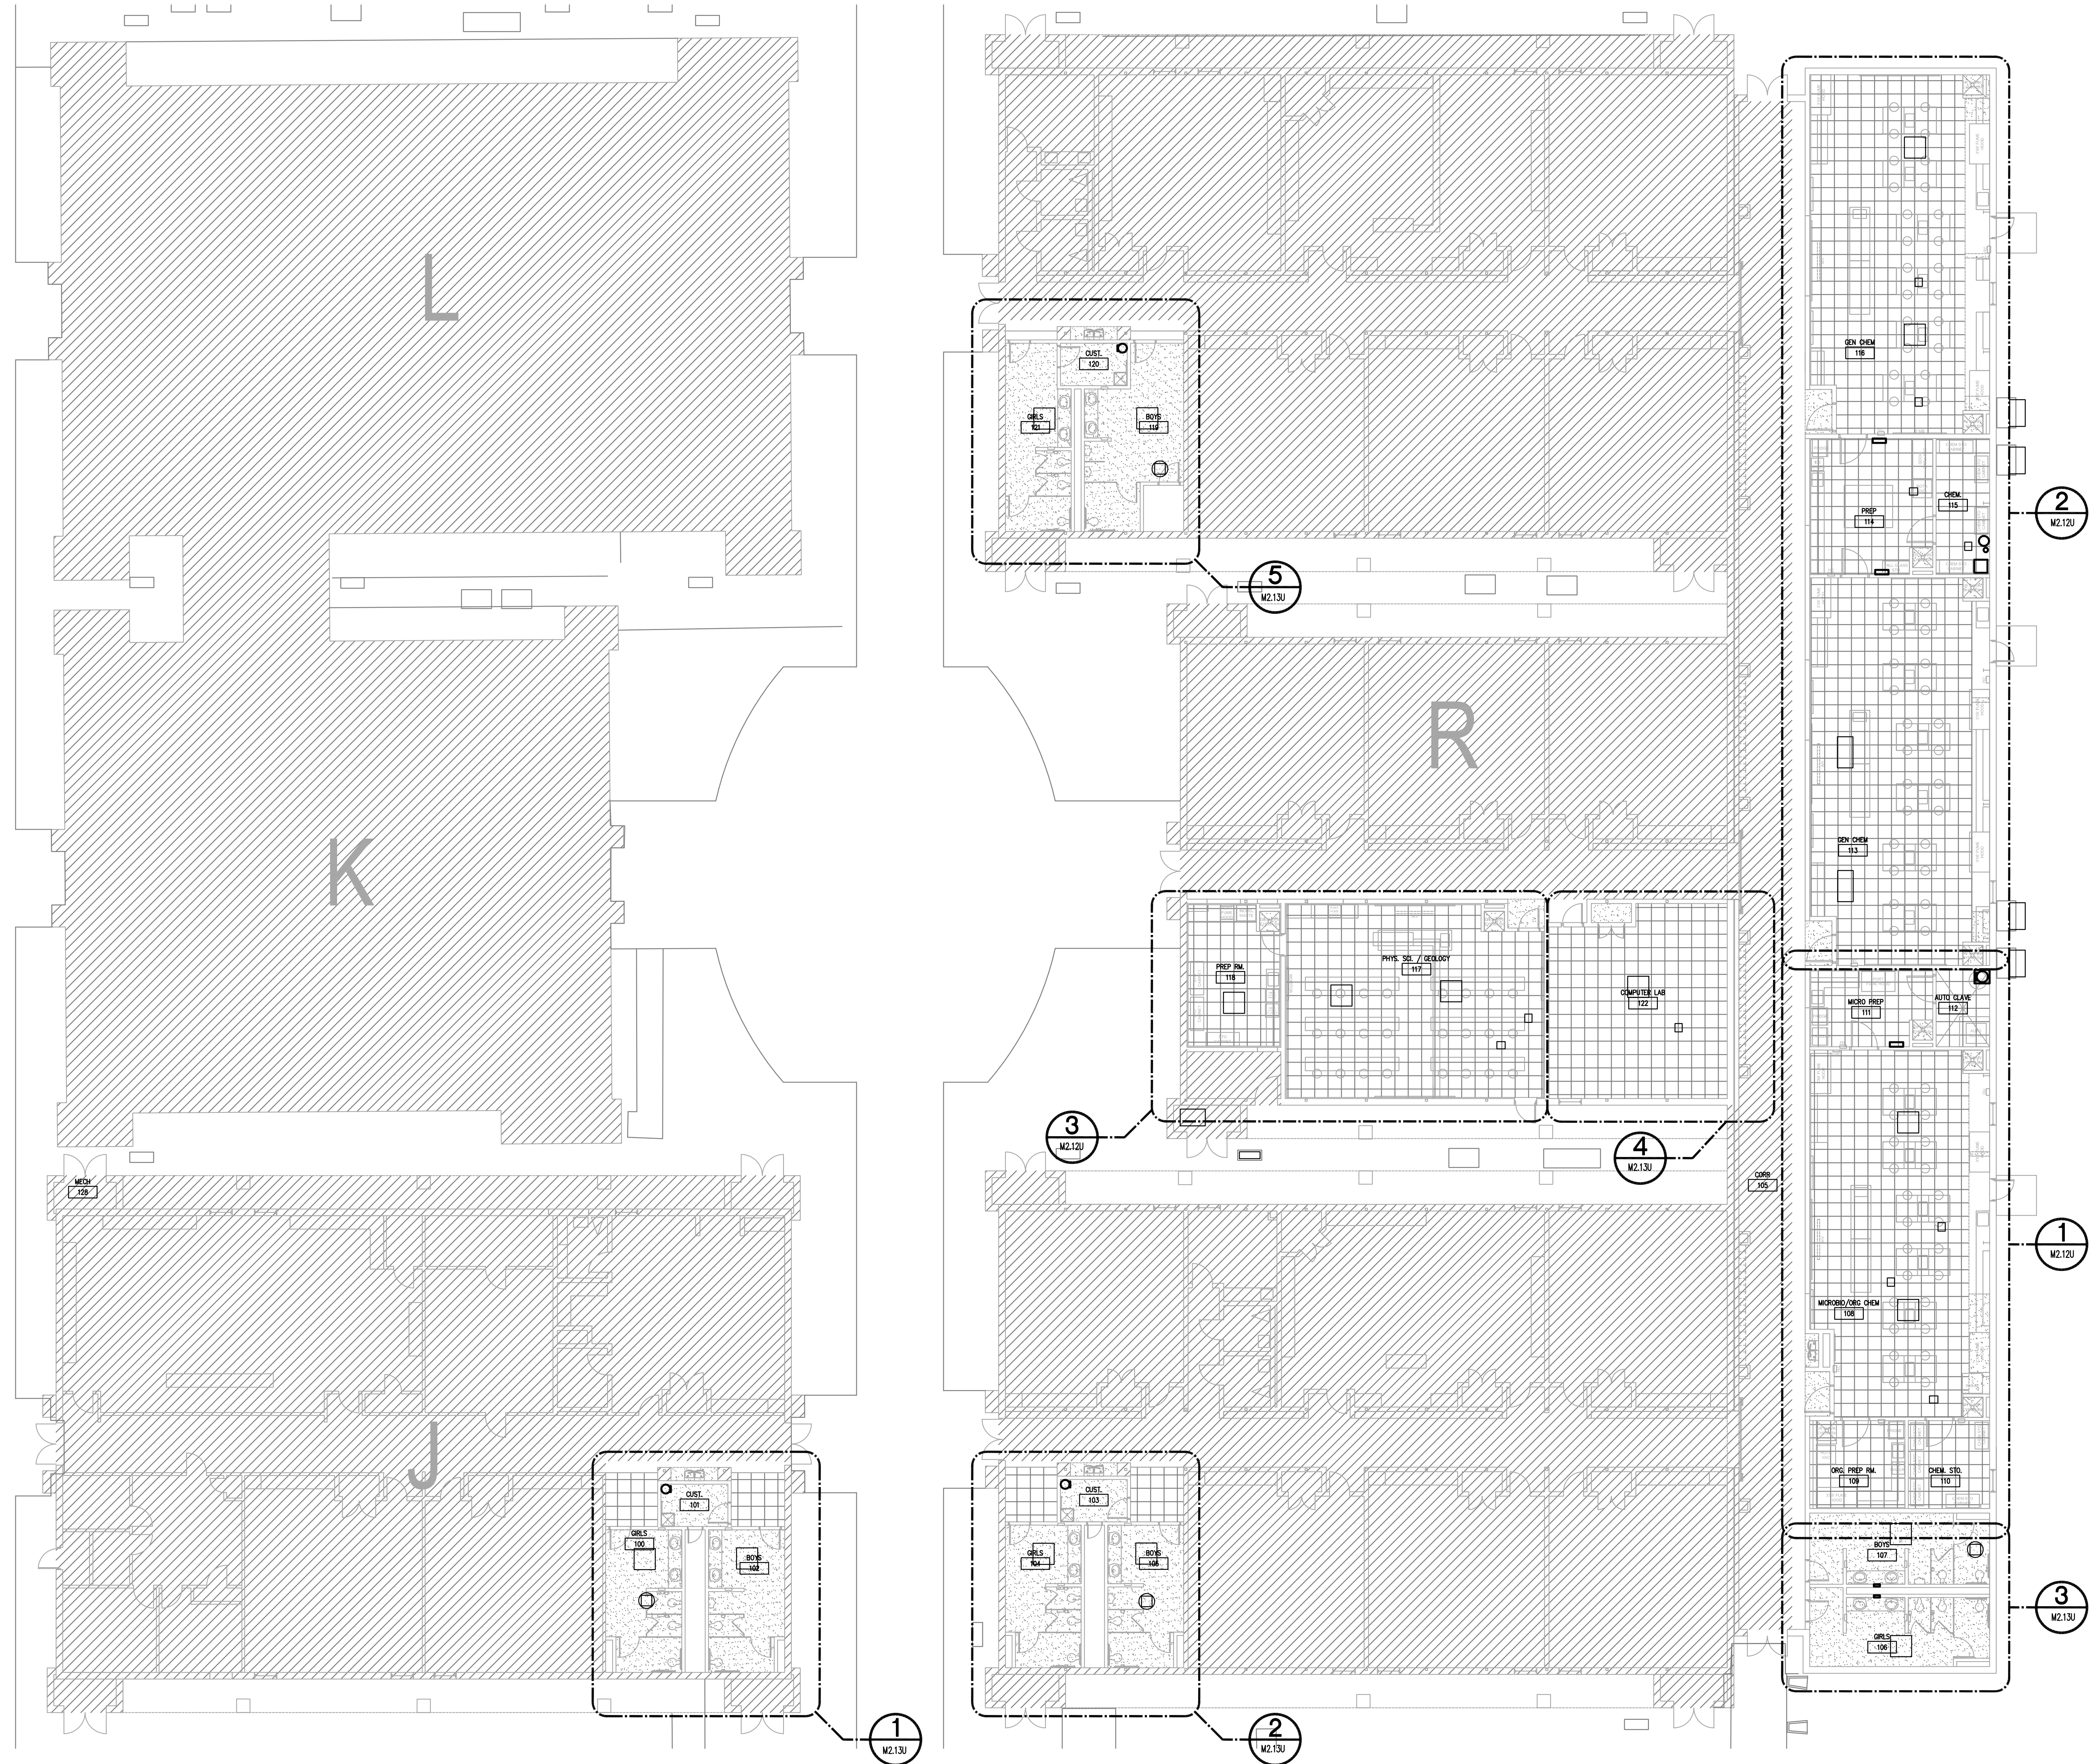 L
CUST.
120
GIRLS
121
BOYS
119
GEN CHEM
116
FUME
HOOD
PREP
114
CHEM.
115
2
M2.12U
5
M2.13U
R
K
GEN CHEM
113
PREP RM.
118
PHYS. SCI. / GEOLOGY
117
COMPUTER LAB
122
MICRO PREP
111
AUTO CLAVE
112
3
M2.12U
4
M2.13U
MECH
128
CORR
105
1
M2.12U
MICROBIO/ORG CHEM
108
J
ORG. PREP RM.
109
CHEM. STO.
110
CUST.
101
GIRLS
100
BOYS
102
CUST.
103
GIRLS
104
BOYS
105
BOYS
107
GIRLS
106
3
M2.13U
1
M2.13U
2
M2.13U